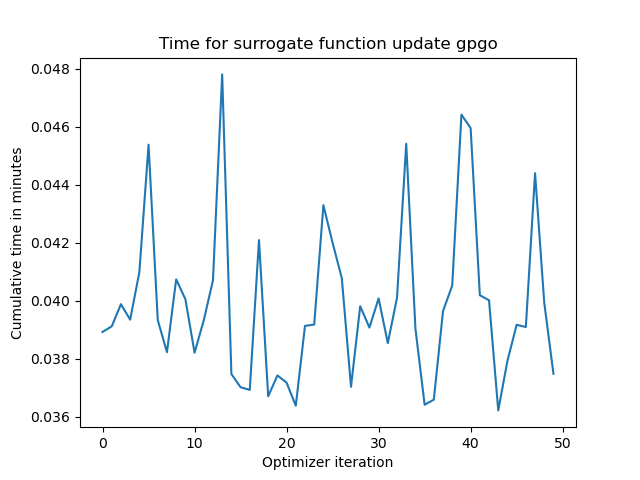 Time for surrogate function update gpgo
Cumulative time in minutes
0.048
0.046
0.044
0.042
0.040
0.038
0.036
0 10 20 30 40 50
Optimizer iteration